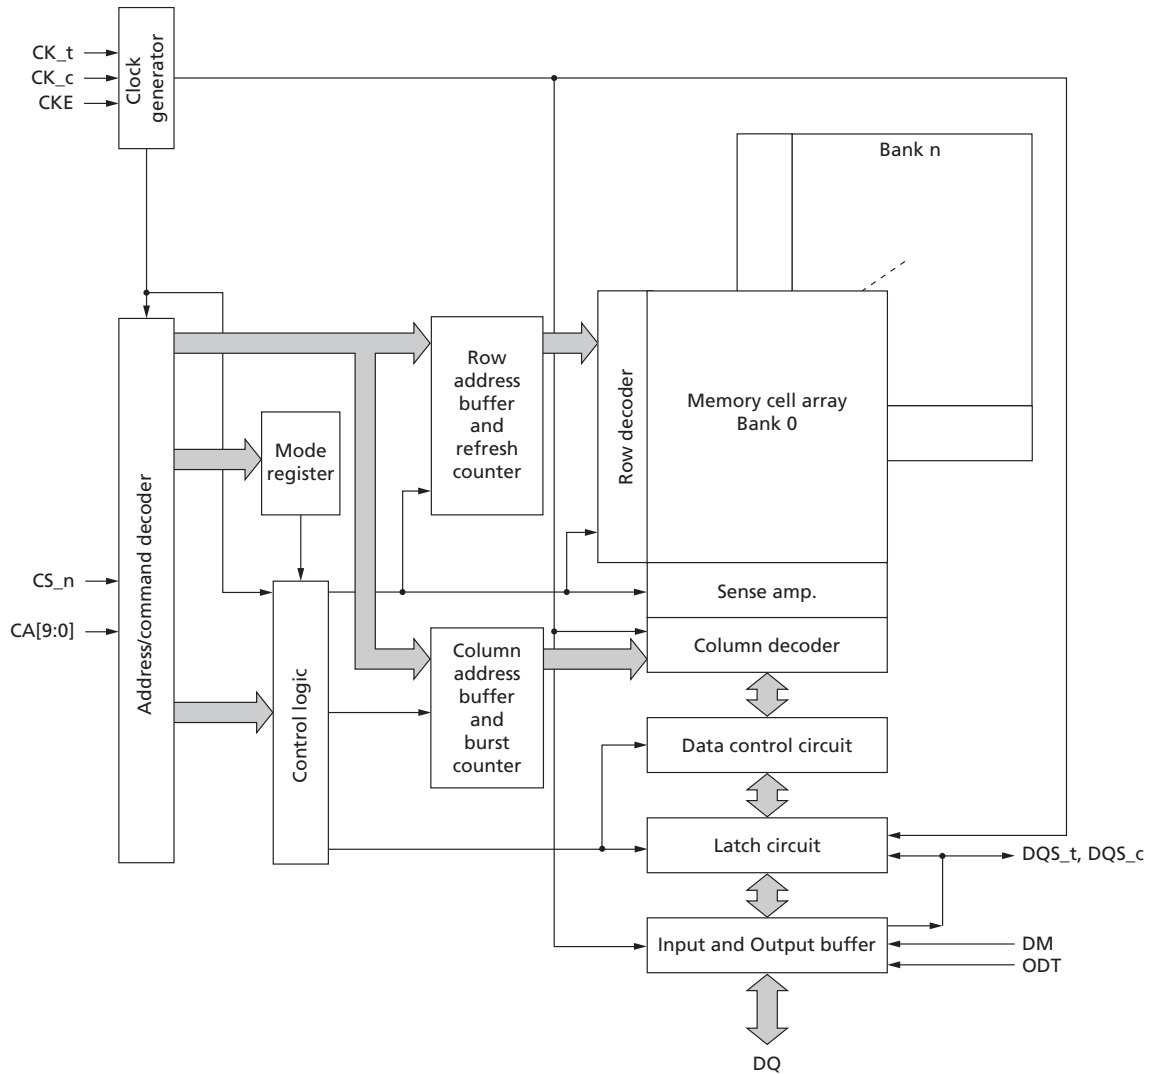 CK_t
CK_c
CKE
Clock
generator
Bank n
Row
address
buffer
and
refresh
counter
Row decoder
Memory cell array
Bank 0
Mode
register
Address/command decoder
CS_n
CA[9:0]
Sense amp.
Column decoder
Control logic
Column
address
buffer
and
burst
counter
Data control circuit
Latch circuit
DQS_t, DQS_c
Input and Output buffer
DM
ODT
DQ